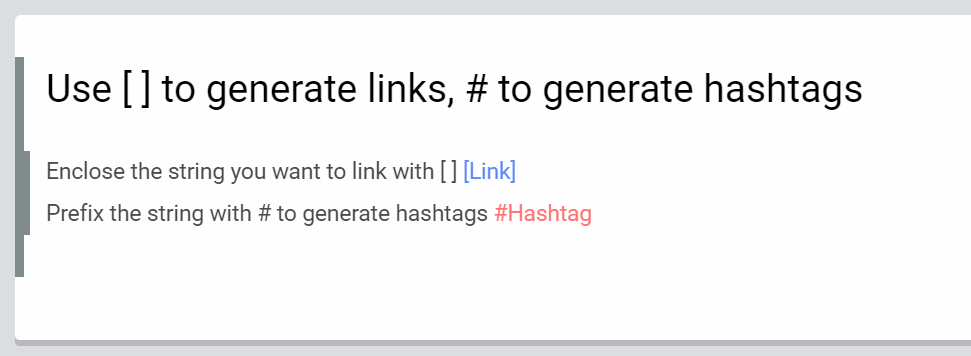 Use [ ] to generate links, # to generate hashtags
Enclose the string you want to link with [ ] [Link]
Prefix the string with # to generate hashtags #Hashtag